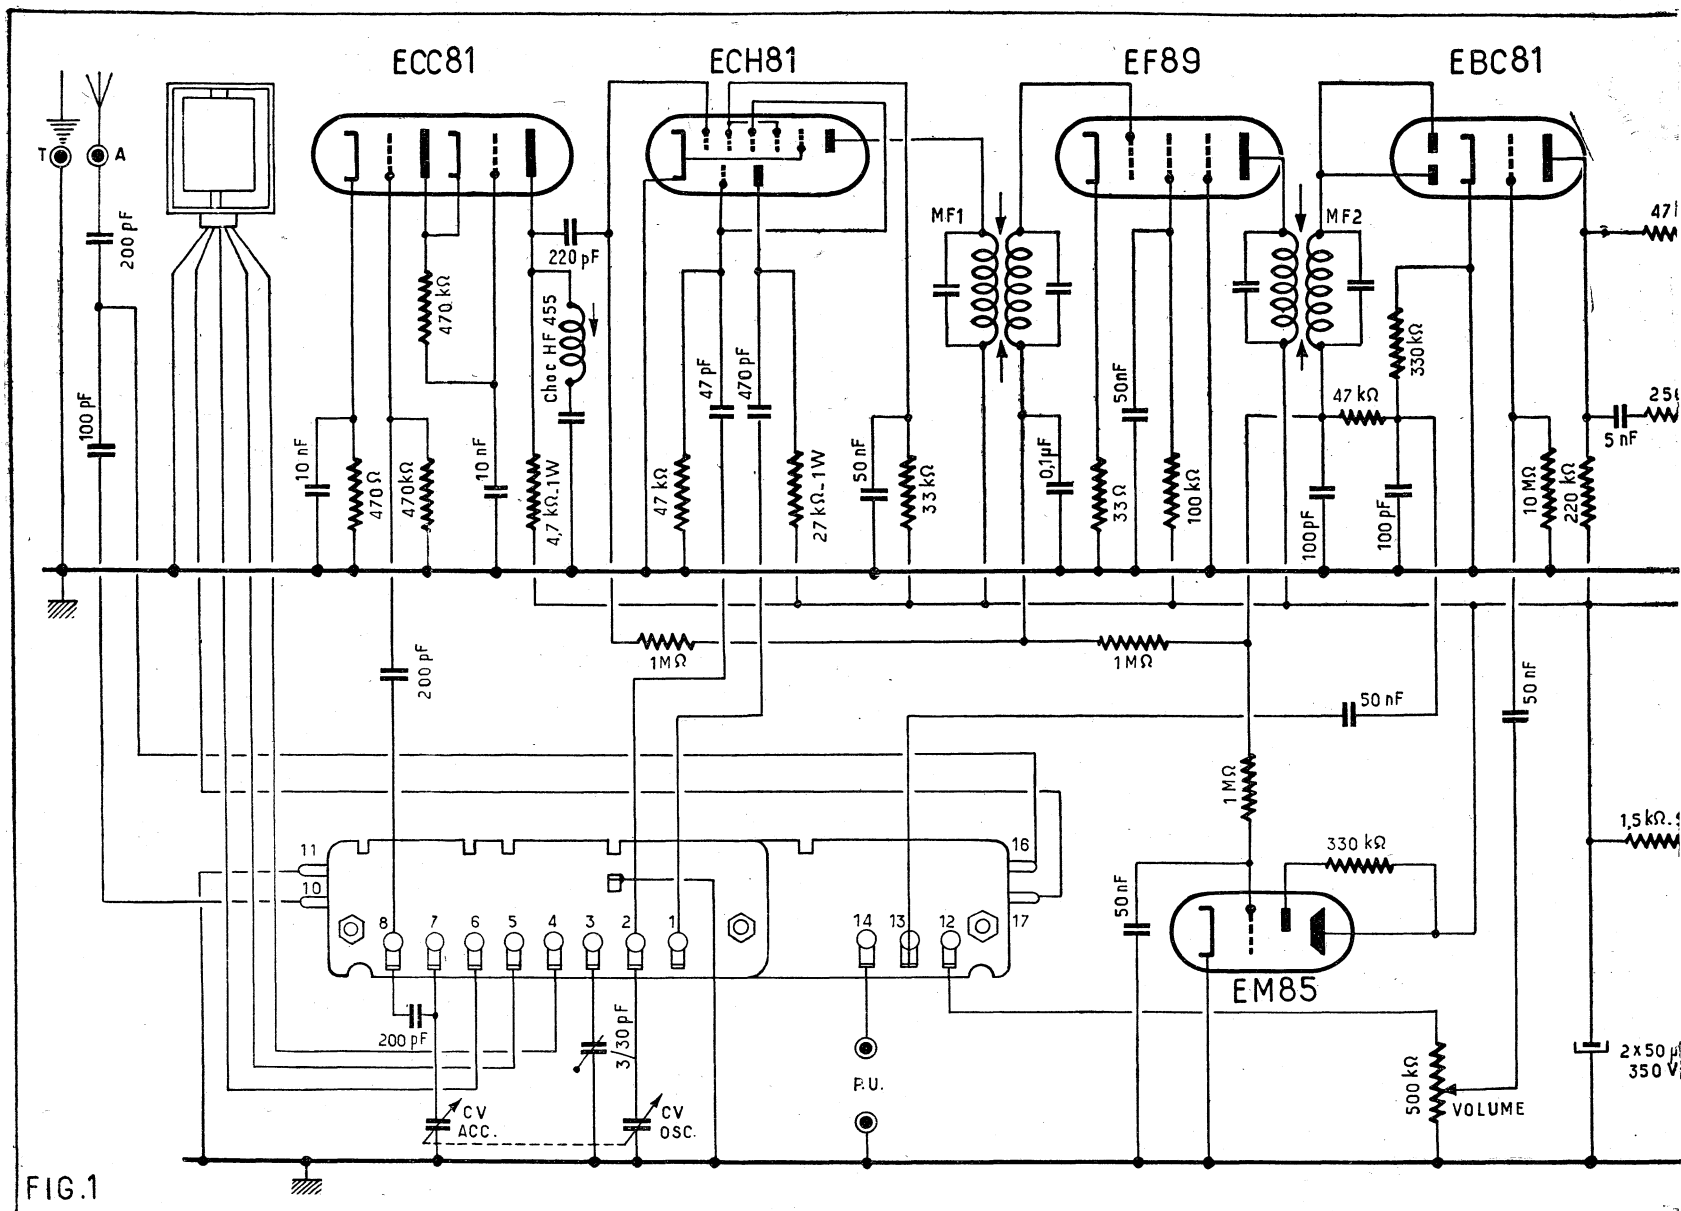 ECC81
ECH81
EF89
EBC81
T
A
200 pF
100 pF
470 kΩ
220 pF
Choc HF 455
10 nF
470 Ω
470kΩ
10 nF
4,7 kΩ-1W
47 pF
470 pF
47 kΩ
27 kΩ-1W
50 nF
33 kΩ
MF1
0,1µF
50nF
33Ω
100kΩ
MF2
330kΩ
47 kΩ
100pF
100 pF
10 MΩ
220 kΩ
5 nF
200 pF
1MΩ
1MΩ
50 nF
50 nF
1 MΩ
1,5 kΩ
330 kΩ
50 nF
EM85
11
10
16
17
8
7
6
5
4
3
2
1
14
13
12
200 pF
3/30 pF
CV
ACC.
CV
OSC.
P.U.
500 kΩ
VOLUME
2x50
350 V
FIG.1